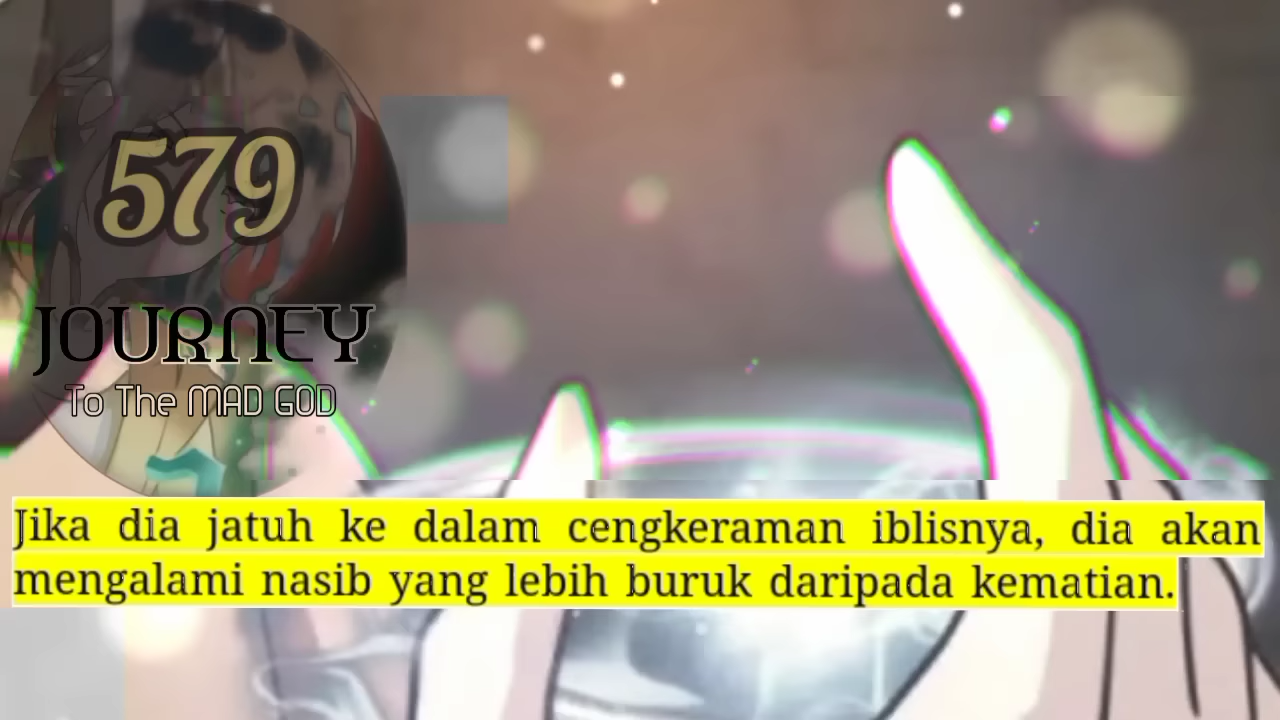 579
JOURNEY
To The MAD GOD
Jika dia jatuh ke dalam cengkeraman iblisnya, dia akan
mengalami nasib yang lebih buruk daripada kematian.